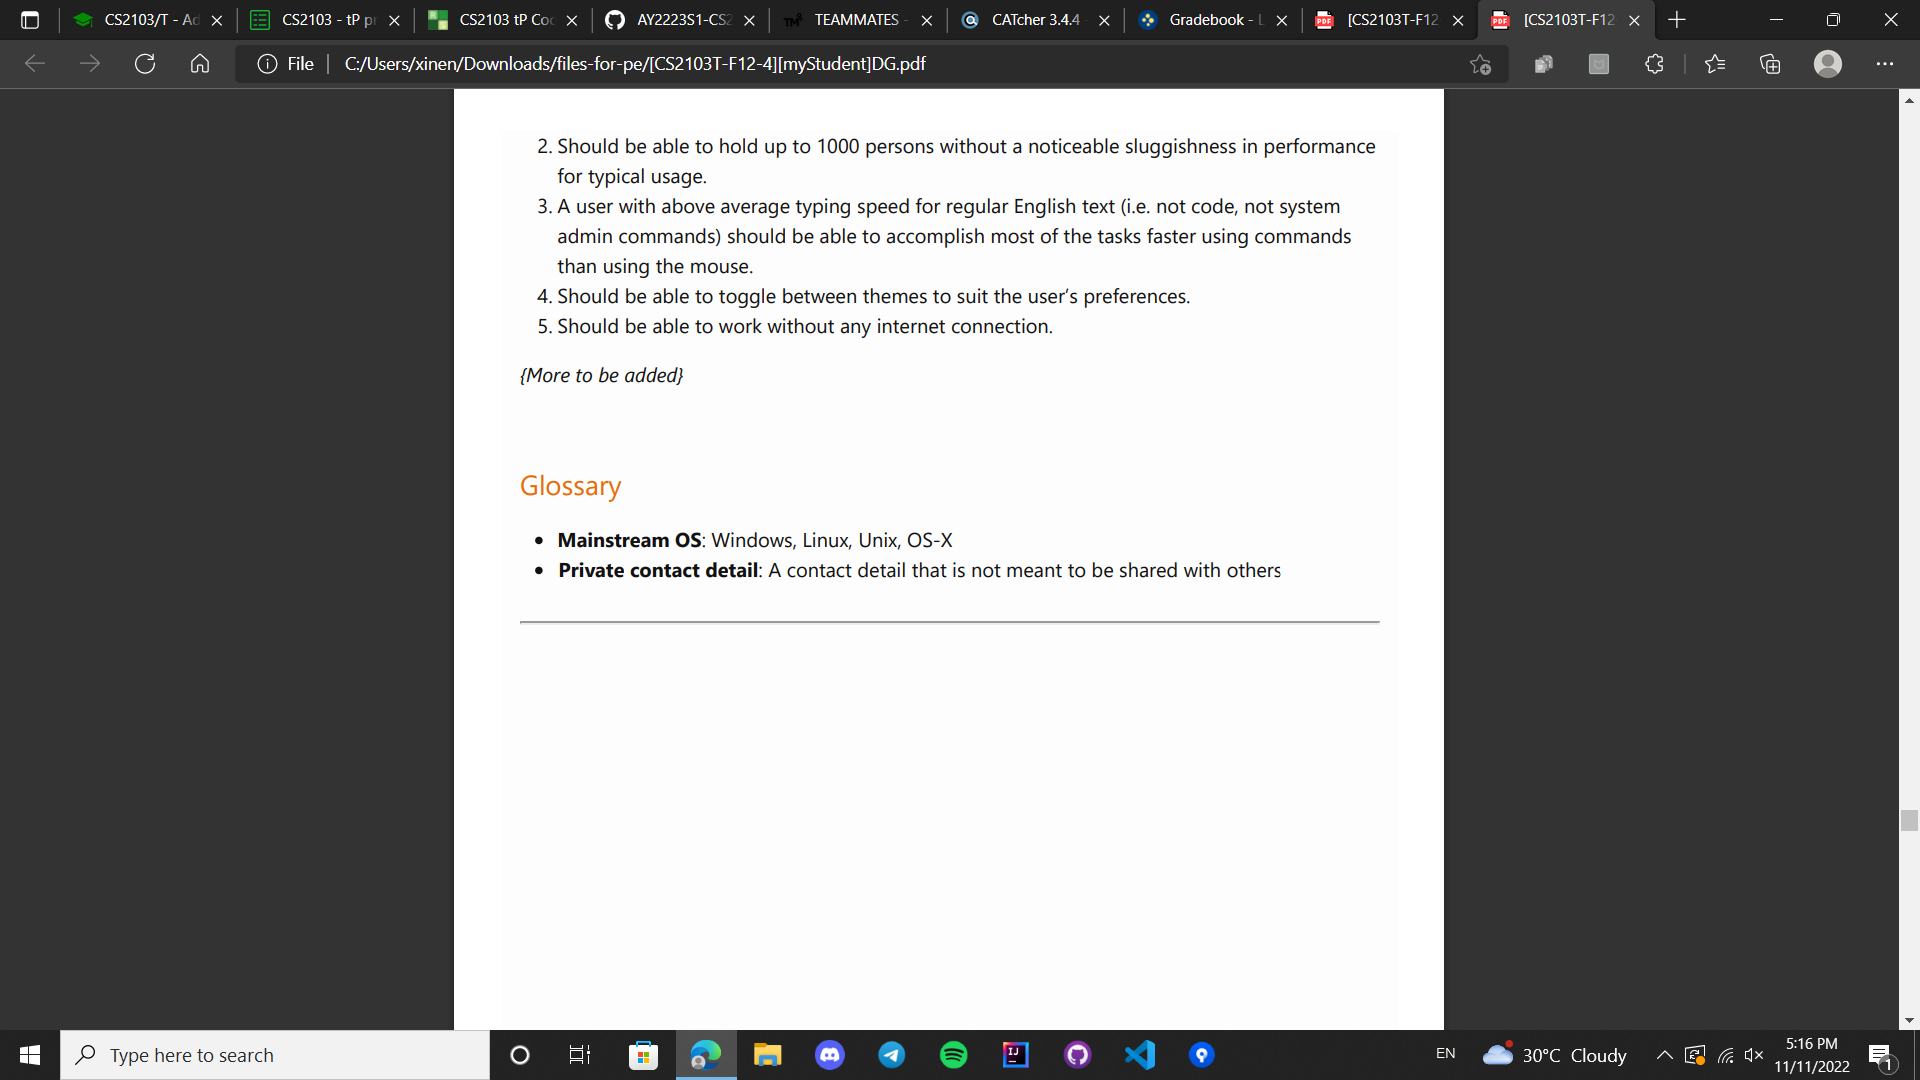 CS2103/T - Ad
CS2103 - tP pr
CS2103 tP Coc
AY2223S1-CS2
TEAMMATES -
CATcher 3.4.4 -
Gradebook - L
[CS2103T-F12
[CS2103T-F12
File
C:/Users/xinen/Downloads/files-for-pe/[CS2103T-F12-4][myStudent]DG.pdf
2. Should be able to hold up to 1000 persons without a noticeable sluggishness in performance
for typical usage.
3. A user with above average typing speed for regular English text (i.e. not code, not system
admin commands) should be able to accomplish most of the tasks faster using commands
than using the mouse.
4. Should be able to toggle between themes to suit the user’s preferences.
5. Should be able to work without any internet connection.
{More to be added}
Glossary
• Mainstream OS: Windows, Linux, Unix, OS-X
• Private contact detail: A contact detail that is not meant to be shared with others
Type here to search
EN
30°C Cloudy
5:16 PM
11/11/2022
1